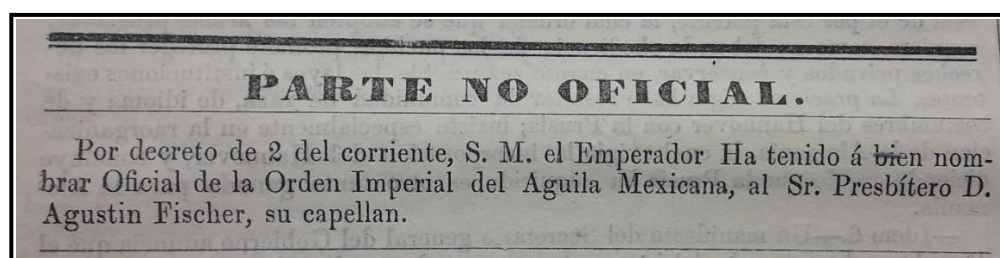 PARTE NO OFICIAL.
Por decreto de 2 del corriente, S. M. el Emperador Ha tenido á bien nom-
brar Oficial de la Orden Imperial del Aguila Mexicana, al Sr. Presbítero D.
Agustin Fischer, su capellan.